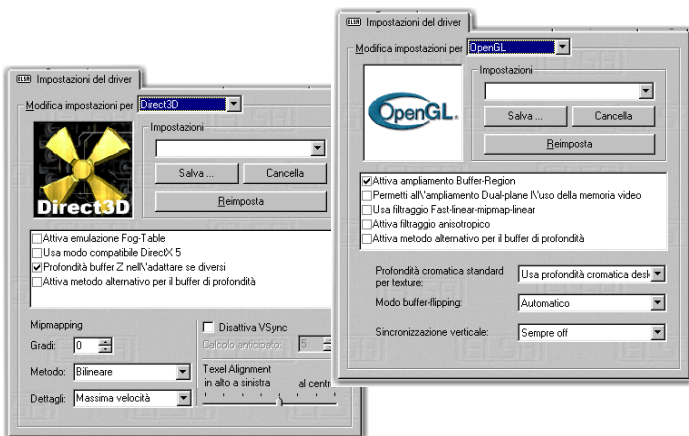 ELSA Impostazioni del driver
Modifica impostazioni per Direct3D
Direct3D
Impostazioni
Salva ... Cancella
Reimposta
Attiva emulazione Fog-Table
Usa modo compatibile DirectX 5
Profondità buffer Z nell\'adattare se diversi
Attiva metodo alternativo per il buffer di profondità
Mipmapping
Gradi: 0
Metodo: Bilineare
Dettagli: Massima velocità
Disattiva VSync
Calcolo anticipato: 5
Texel Alignment
in alto a sinistra al centr
ELSA Impostazioni del driver
Modifica impostazioni per OpenGL
OpenGL
Impostazioni
Salva ... Cancella
Reimposta
Attiva ampliamento Buffer-Region
Permetti all\'ampliamento Dual-plane l\'uso della memoria video
Usa filtraggio Fast-linear-mipmap-linear
Attiva filtraggio anisotropico
Attiva metodo alternativo per il buffer di profondità
Profondità cromatica standard
per texture: Usa profondità cromatica desk
Modo buffer-flipping: Automatico
Sincronizzazione verticale: Sempre off